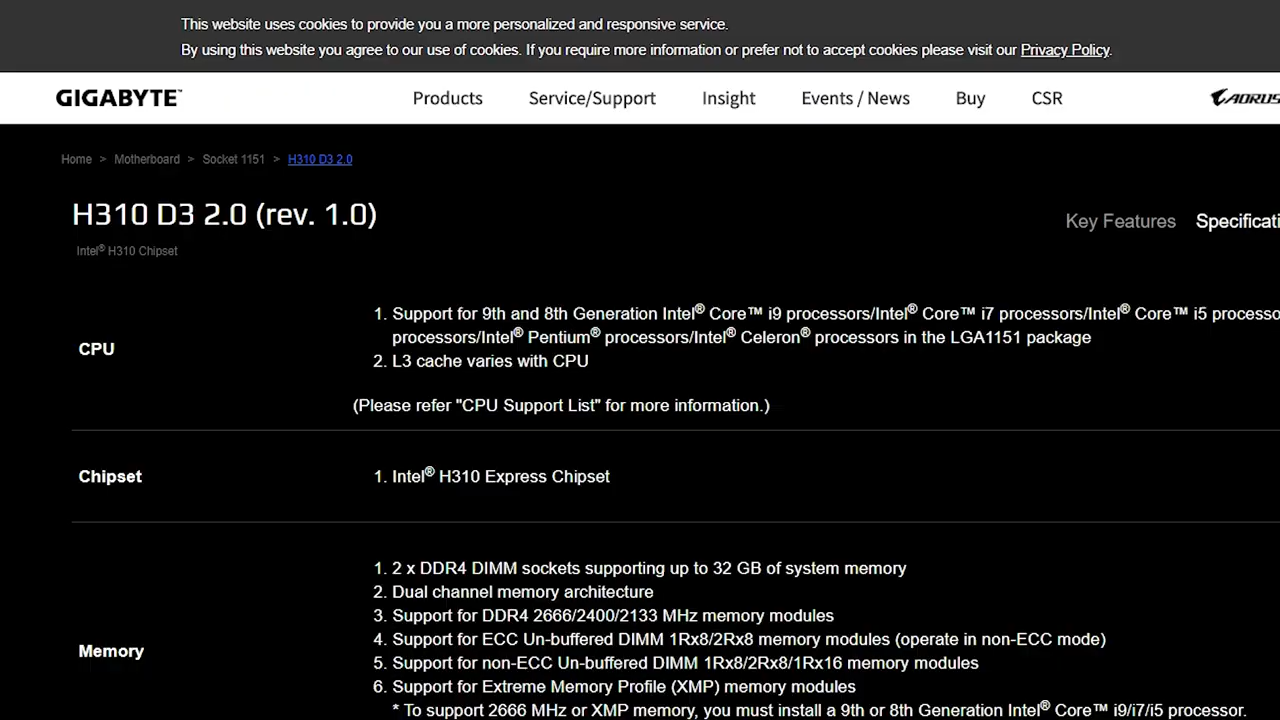 This website uses cookies to provide you a more personalized and responsive service.
By using this website you agree to our use of cookies. If you require more information or prefer not to accept cookies please visit our Privacy Policy.
GIGABYTE™ Products Service/Support Insight Events / News Buy CSR AORUS
Home > Motherboard > Socket 1151 > H310 D3 2.0
H310 D3 2.0 (rev. 1.0)
Key Features Specificati
Intel® H310 Chipset
CPU
1. Support for 9th and 8th Generation Intel® Core™ i9 processors/Intel® Core™ i7 processors/Intel® Core™ i5 processo
processors/Intel® Pentium® processors/Intel® Celeron® processors in the LGA1151 package
2. L3 cache varies with CPU
(Please refer "CPU Support List" for more information.)
Chipset
1. Intel® H310 Express Chipset
Memory
1. 2 x DDR4 DIMM sockets supporting up to 32 GB of system memory
2. Dual channel memory architecture
3. Support for DDR4 2666/2400/2133 MHz memory modules
4. Support for ECC Un-buffered DIMM 1Rx8/2Rx8 memory modules (operate in non-ECC mode)
5. Support for non-ECC Un-buffered DIMM 1Rx8/2Rx8/1Rx16 memory modules
6. Support for Extreme Memory Profile (XMP) memory modules
* To support 2666 MHz or XMP memory, you must install a 9th or 8th Generation Intel® Core™ i9/i7/i5 processor.